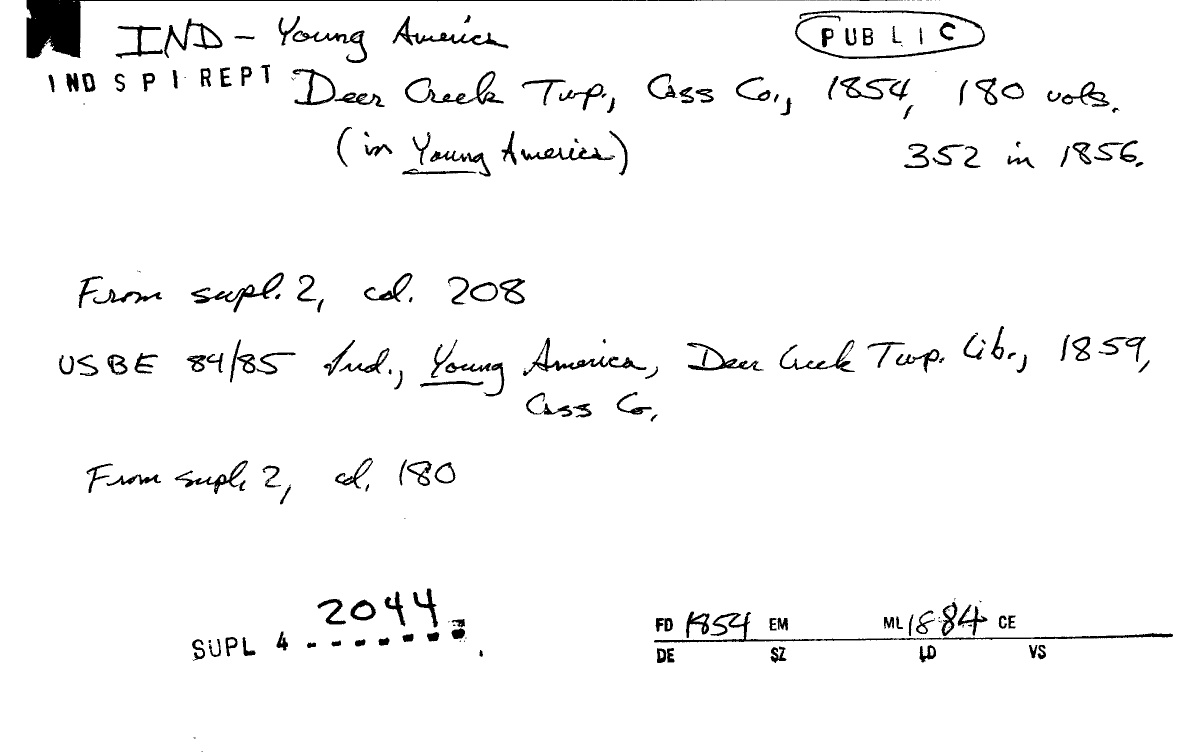 IND - Young America
PUBLIC
IND SPI REPT Deer Creek Twp., Cass Co., 1854, 180 vols.
(in Young America) 352 in 1856.
From supl. 2, col. 208
USBE 84/85 Ind., Young America, Deer Creek Twp. Lib., 1859,
Cass Co.
From supl. 2, col. 180
2044
SUPL 4
FD 1854 EM ML 1884 CE
DE SZ LD VS